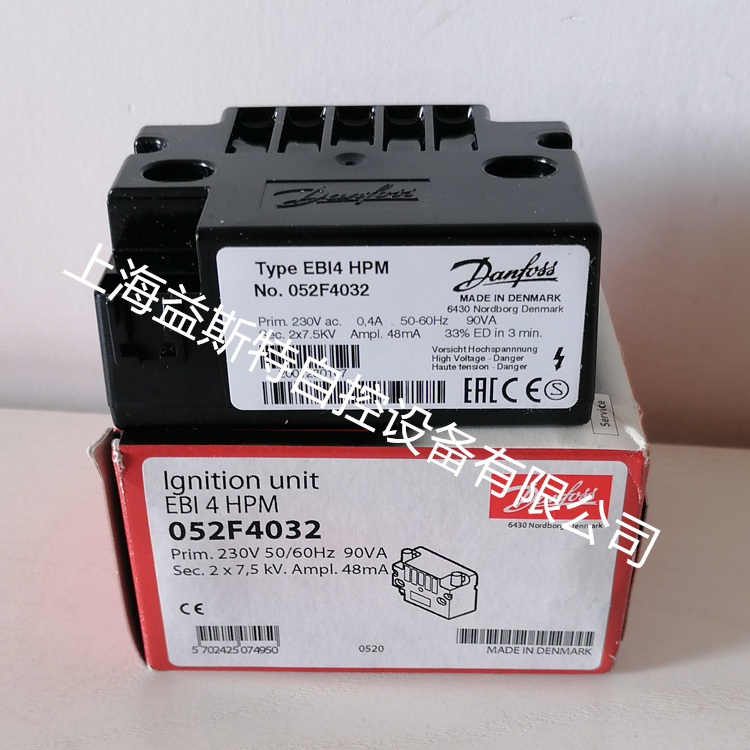 Danfoss
Type EBI4 HPM
No. 052F4032
Danfoss
MADE IN DENMARK
6430 Nordborg Denmark
Prim. 230V ac. 0,4A , 50-60Hz 90VA
Sec. 2x7.5KV Ampl. 48mA 33% ED in 3 min.
Vorsicht Hochspannnung
High Voltage - Danger
Haute tension - Danger
EAC CE S
上海益斯特自控设备有限公司
Service
Ignition unit
EBI 4 HPM
052F4032
Prim. 230V 50/60Hz 90VA
Sec. 2 x 7,5 kV. Ampl. 48mA
Danfoss
6430 Nordborg Denmark
CE
5 702425 074950
0520
MADE IN DENMARK